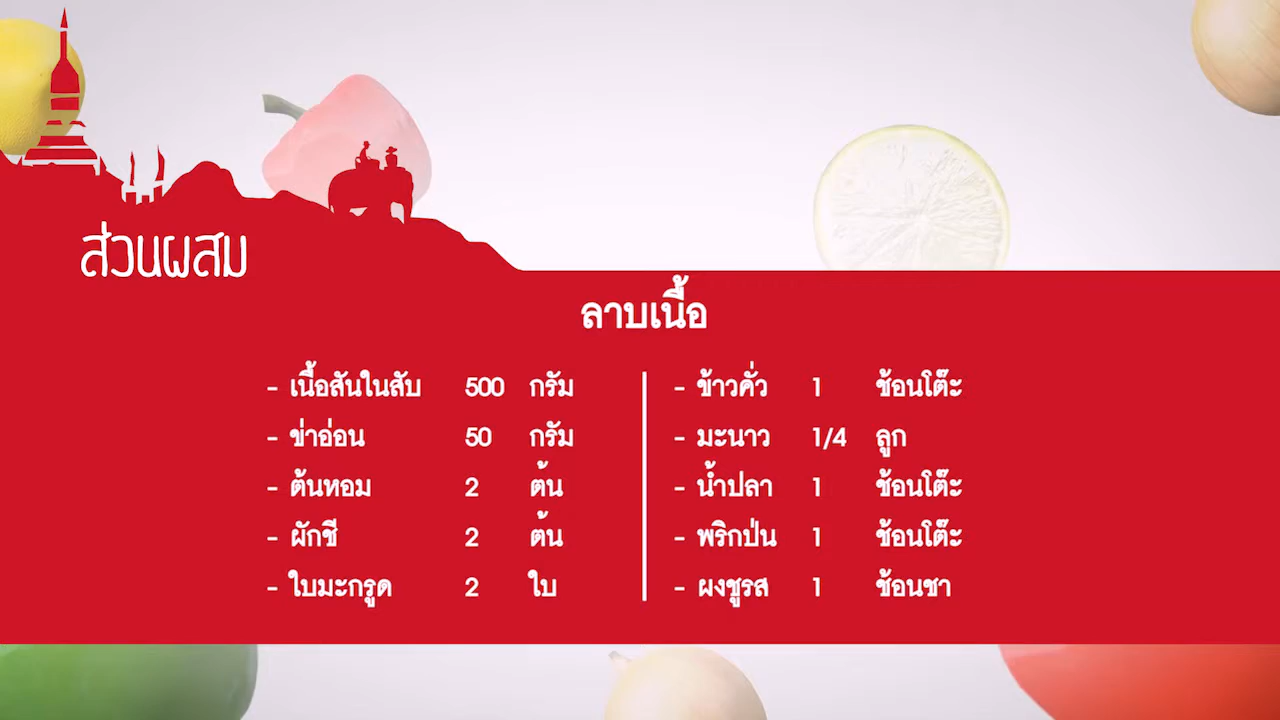 ส่วนผสม
ลาบเนื้อ
- เนื้อสันในสับ 500 กรัม
- ข่าอ่อน 50 กรัม
- ต้นหอม 2 ต้น
- ผักชี 2 ต้น
- ใบมะกรูด 2 ใบ
- ข้าวคั่ว 1 ช้อนโต๊ะ
- มะนาว 1/4 ลูก
- น้ำปลา 1 ช้อนโต๊ะ
- พริกป่น 1 ช้อนโต๊ะ
- ผงชูรส 1 ช้อนชา